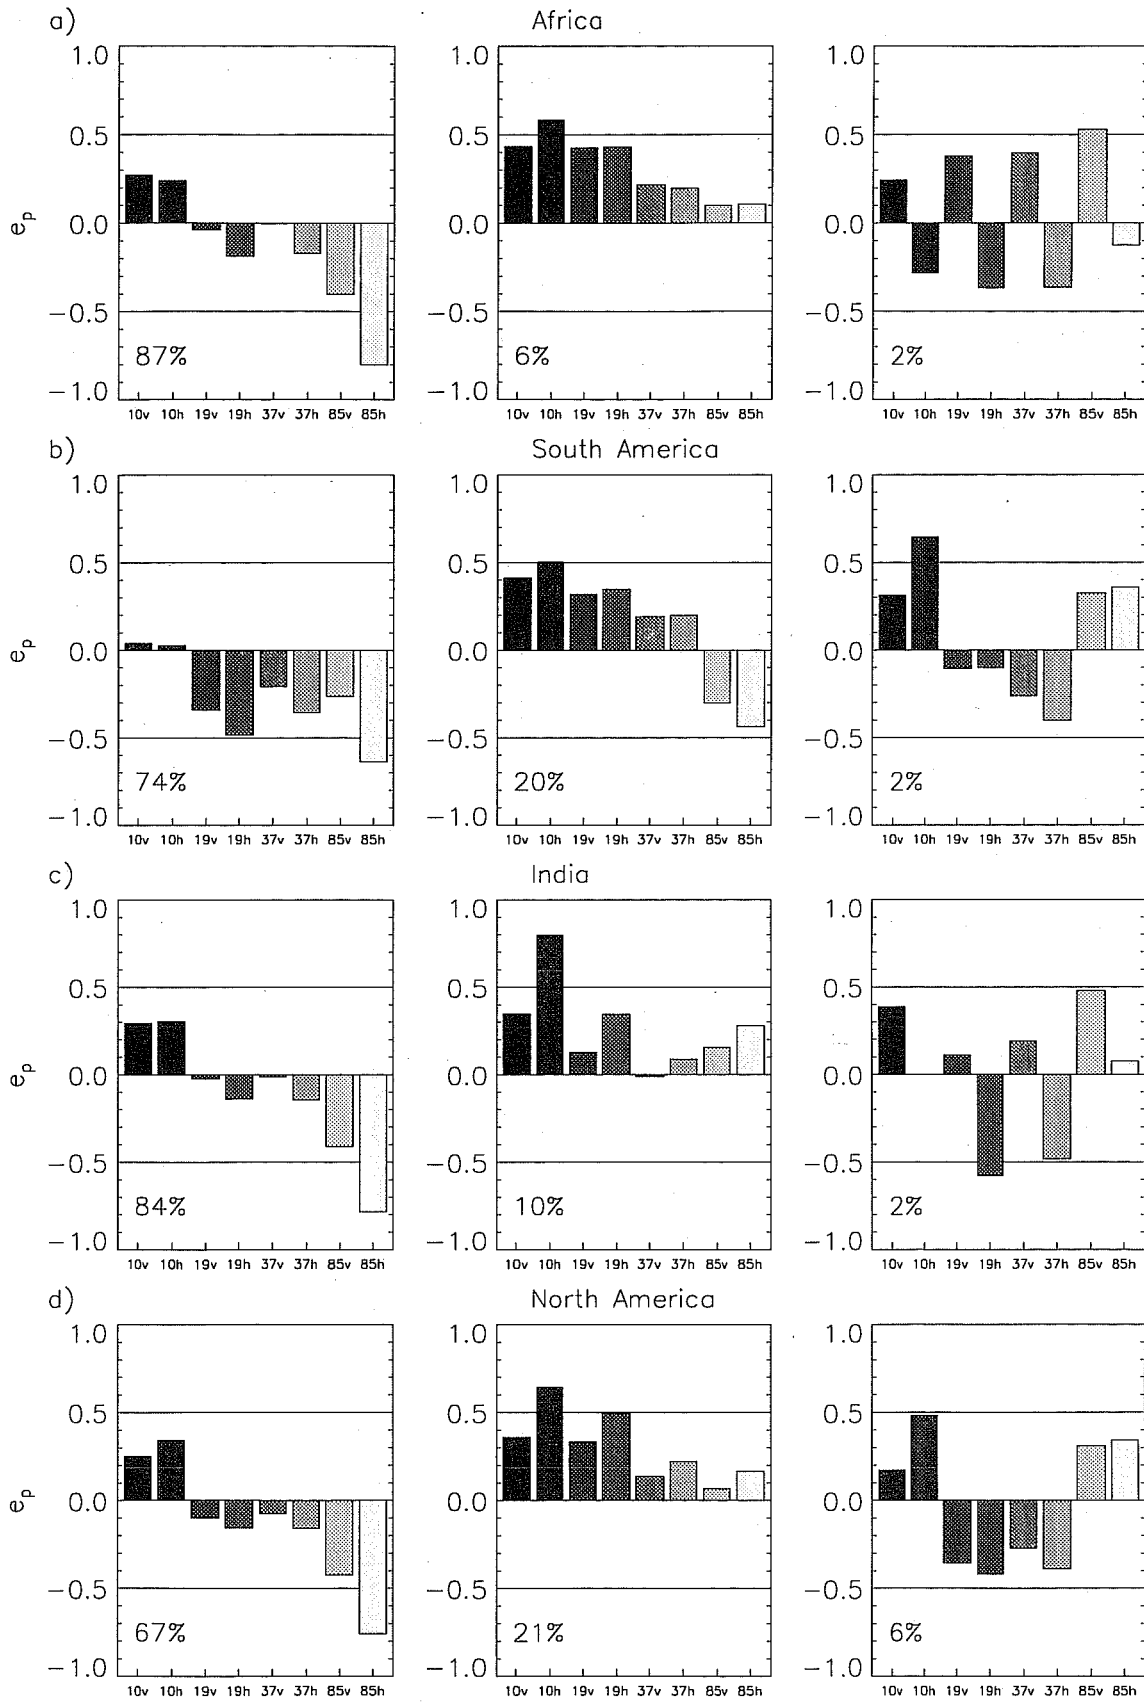 a) Africa
1.0 1.0 1.0
0.5 0.5 0.5
e_p 0.0 0.0 0.0
−0.5 −0.5 −0.5
87% 6% 2%
−1.0 −1.0 −1.0
10v 10h 19v 19h 37v 37h 85v 85h 10v 10h 19v 19h 37v 37h 85v 85h 10v 10h 19v 19h 37v 37h 85v 85h
b) South America
1.0 1.0 1.0
0.5 0.5 0.5
e_p 0.0 0.0 0.0
−0.5 −0.5 −0.5
74% 20% 2%
−1.0 −1.0 −1.0
10v 10h 19v 19h 37v 37h 85v 85h 10v 10h 19v 19h 37v 37h 85v 85h 10v 10h 19v 19h 37v 37h 85v 85h
c) India
1.0 1.0 1.0
0.5 0.5 0.5
e_p 0.0 0.0 0.0
−0.5 −0.5 −0.5
84% 10% 2%
−1.0 −1.0 −1.0
10v 10h 19v 19h 37v 37h 85v 85h 10v 10h 19v 19h 37v 37h 85v 85h 10v 10h 19v 19h 37v 37h 85v 85h
d) North America
1.0 1.0 1.0
0.5 0.5 0.5
e_p 0.0 0.0 0.0
−0.5 −0.5 −0.5
67% 21% 6%
−1.0 −1.0 −1.0
10v 10h 19v 19h 37v 37h 85v 85h 10v 10h 19v 19h 37v 37h 85v 85h 10v 10h 19v 19h 37v 37h 85v 85h